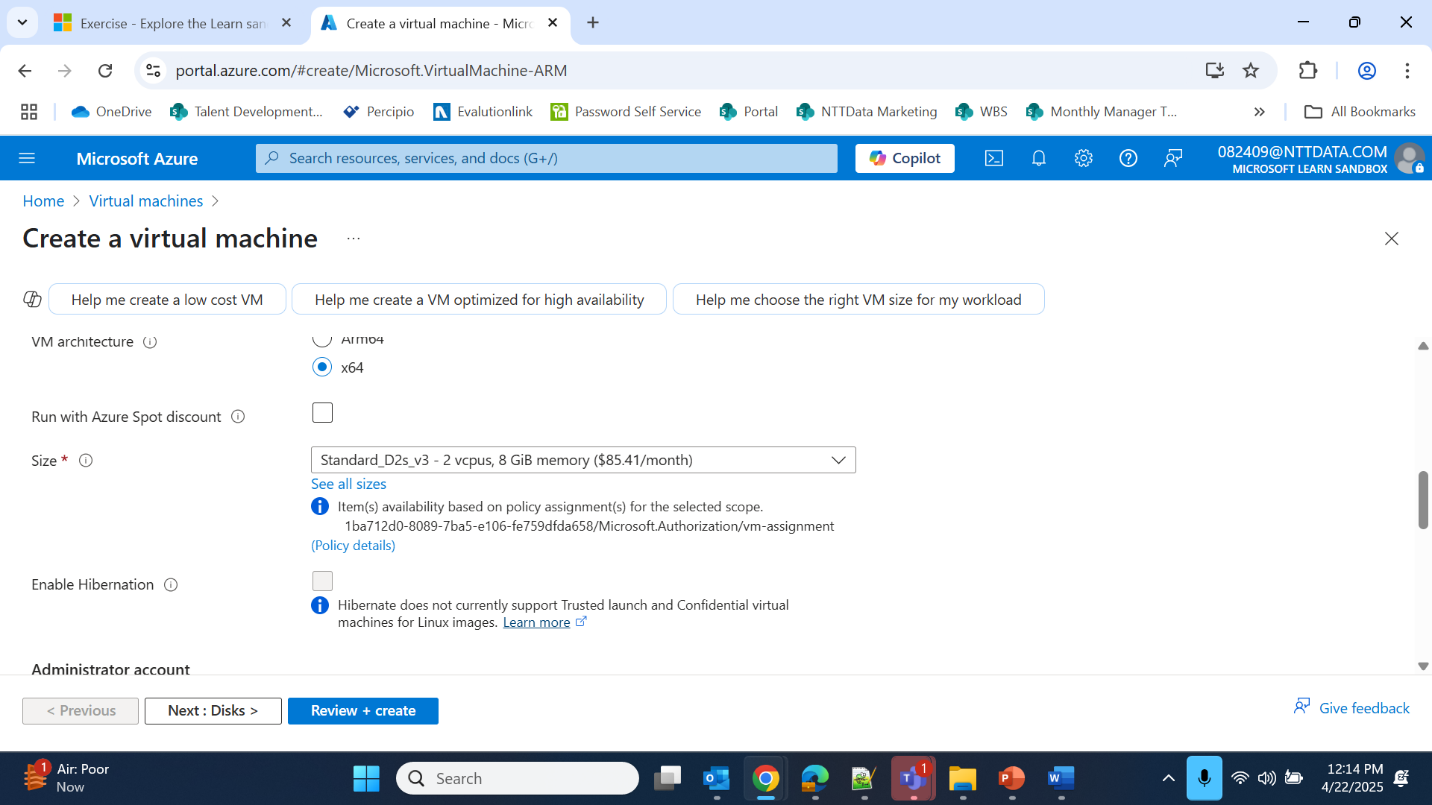 Exercise - Explore the Learn san
Create a virtual machine - Micro
portal.azure.com/#create/Microsoft.VirtualMachine-ARM
OneDrive
Talent Development...
Percipio
Evalutionlink
Password Self Service
Portal
NTTData Marketing
WBS
Monthly Manager T...
All Bookmarks
Microsoft Azure
Search resources, services, and docs (G+/)
Copilot
082409@NTTDATA.COM
MICROSOFT LEARN SANDBOX
Home > Virtual machines >
Create a virtual machine ...
Help me create a low cost VM
Help me create a VM optimized for high availability
Help me choose the right VM size for my workload
VM architecture
Arm64
x64
Run with Azure Spot discount
Size *
Standard_D2s_v3 - 2 vcpus, 8 GiB memory ($85.41/month)
See all sizes
Item(s) availability based on policy assignment(s) for the selected scope.
1ba712d0-8089-7ba5-e106-fe759dfda658/Microsoft.Authorization/vm-assignment
(Policy details)
Enable Hibernation
Hibernate does not currently support Trusted launch and Confidential virtual
machines for Linux images. Learn more
Administrator account
< Previous
Next : Disks >
Review + create
Give feedback
1
Air: Poor
Now
Search
1
12:14 PM
4/22/2025